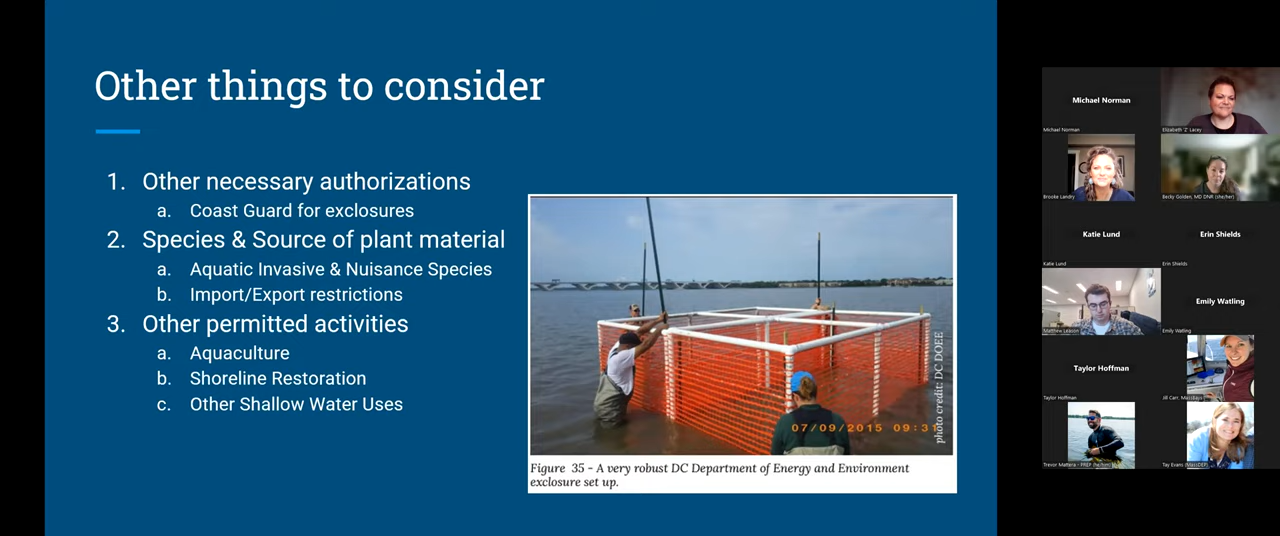 Other things to consider
1. Other necessary authorizations
a. Coast Guard for exclosures
2. Species & Source of plant material
a. Aquatic Invasive & Nuisance Species
b. Import/Export restrictions
3. Other permitted activities
a. Aquaculture
b. Shoreline Restoration
c. Other Shallow Water Uses
photo credit: DC DOEE
07/09/2015 09:31
Figure 35 - A very robust DC Department of Energy and Environment
exclosure set up.
Michael Norman
Michael Norman
Elizabeth 'Z' Lacey
Brooke Landry
Becky Golden, MD DNR (she/her)
Katie Lund
Erin Shields
Katie Lund
Erin Shields
Emily Watling
Matthew Leason
Emily Watling
Taylor Hoffman
Taylor Hoffman
Jill Carr, MassBays
Trevor Mattera - PREP (he/him)
Tay Evans (MassDEP)